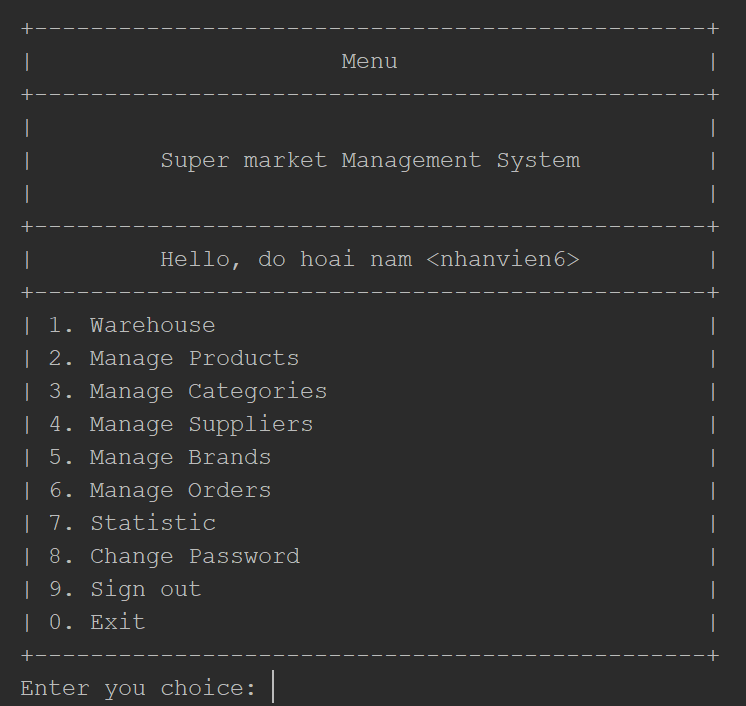 +------------------------------------------------+
|                      Menu                      |
+------------------------------------------------+
|                                                |
|         Super market Management System         |
|                                                |
+------------------------------------------------+
|         Hello, do hoai nam <nhanvien6>         |
+------------------------------------------------+
| 1. Warehouse                                   |
| 2. Manage Products                             |
| 3. Manage Categories                           |
| 4. Manage Suppliers                            |
| 5. Manage Brands                               |
| 6. Manage Orders                               |
| 7. Statistic                                   |
| 8. Change Password                             |
| 9. Sign out                                    |
| 0. Exit                                        |
+------------------------------------------------+
Enter you choice: